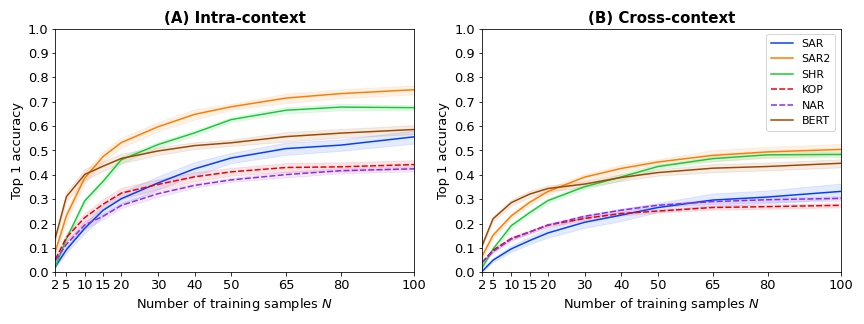 (A) Intra-context
Top 1 accuracy
1.0
0.9
0.8
0.7
0.6
0.5
0.4
0.3
0.2
0.1
0.0
2 5 10 15 20 30 40 50 65 80 100
Number of training samples N
(B) Cross-context
Top 1 accuracy
1.0
0.9
0.8
0.7
0.6
0.5
0.4
0.3
0.2
0.1
0.0
SAR
SAR2
SHR
KOP
NAR
BERT
2 5 10 15 20 30 40 50 65 80 100
Number of training samples N